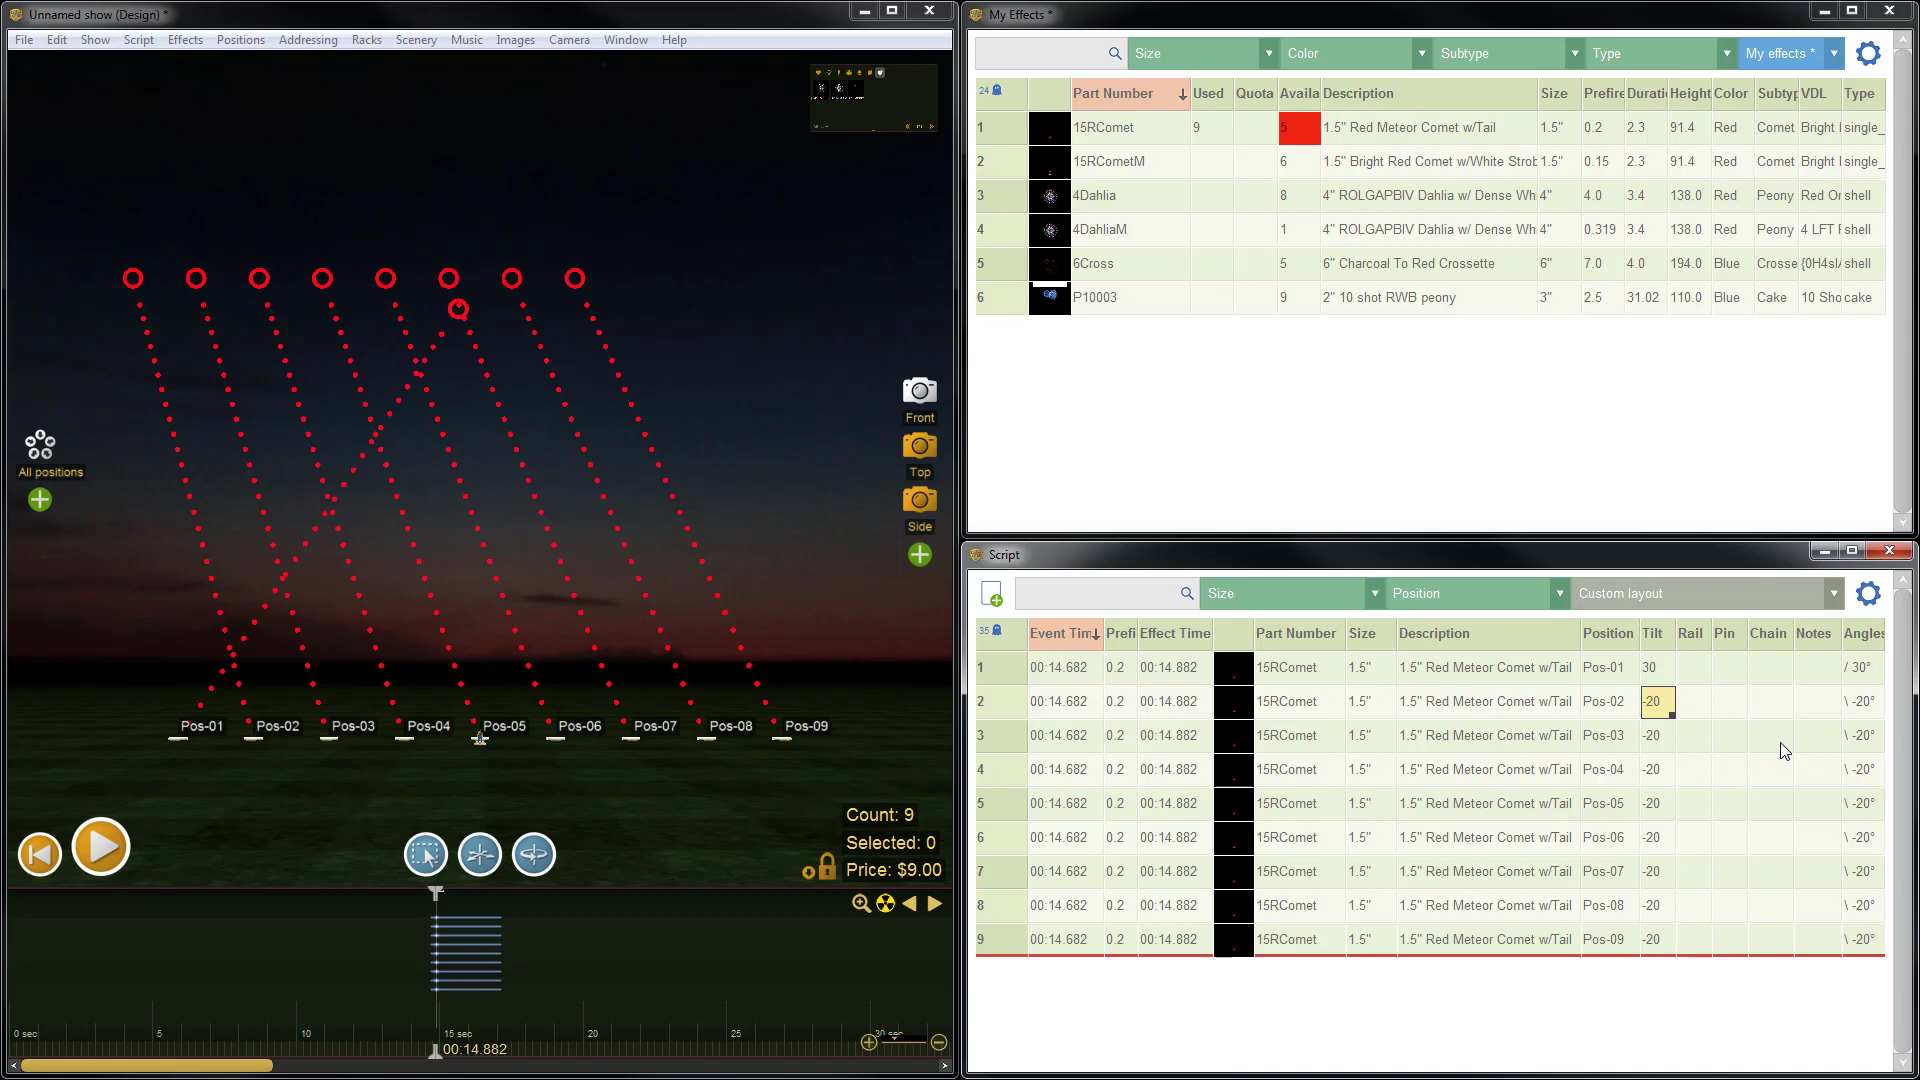 Unnamed show (Design) *
File Edit Show Script Effects Positions Addressing Racks Scenery Music Images Camera Window Help
Front
All positions
Top
Side
Pos-01 Pos-02 Pos-03 Pos-04 Pos-05 Pos-06 Pos-07 Pos-08 Pos-09
Count: 9
Selected: 0
Price: $9.00
0 sec 5 10 15 sec 20 25 30 sec
00:14.882
My Effects *
Size Color Subtype Type My effects *
24 Part Number Used Quota Availa Description Size Prefire Durati Height Color Subtyp VDL Type
1 15RComet 9 5 1.5" Red Meteor Comet w/Tail 1.5" 0.2 2.3 91.4 Red Comet Bright single_
2 15RCometM 6 1.5" Bright Red Comet w/White Strob 1.5" 0.15 2.3 91.4 Red Comet Bright single_
3 4Dahlia 8 4" ROLGAPBIV Dahlia w/ Dense Wh 4" 4.0 3.4 138.0 Red Peony Red Or shell
4 4DahliaM 1 4" ROLGAPBIV Dahlia w/ Dense Wh 4" 0.319 3.4 138.0 Red Peony 4 LFT shell
5 6Cross 5 6" Charcoal To Red Crossette 6" 7.0 4.0 194.0 Blue Crosse shell
6 P10003 9 2" 10 shot RWB peony 3" 2.5 31.02 110.0 Blue Cake 10 Sho cake
Script
Size Position Custom layout
35 Event Tim Prefi Effect Time Part Number Size Description Position Tilt Rail Pin Chain Notes Angles
1 00:14.682 0.2 00:14.882 15RComet 1.5" 1.5" Red Meteor Comet w/Tail Pos-01 30 / 30°
2 00:14.682 0.2 00:14.882 15RComet 1.5" 1.5" Red Meteor Comet w/Tail Pos-02 -20 \ -20°
3 00:14.682 0.2 00:14.882 15RComet 1.5" 1.5" Red Meteor Comet w/Tail Pos-03 -20 \ -20°
4 00:14.682 0.2 00:14.882 15RComet 1.5" 1.5" Red Meteor Comet w/Tail Pos-04 -20 \ -20°
5 00:14.682 0.2 00:14.882 15RComet 1.5" 1.5" Red Meteor Comet w/Tail Pos-05 -20 \ -20°
6 00:14.682 0.2 00:14.882 15RComet 1.5" 1.5" Red Meteor Comet w/Tail Pos-06 -20 \ -20°
7 00:14.682 0.2 00:14.882 15RComet 1.5" 1.5" Red Meteor Comet w/Tail Pos-07 -20 \ -20°
8 00:14.682 0.2 00:14.882 15RComet 1.5" 1.5" Red Meteor Comet w/Tail Pos-08 -20 \ -20°
9 00:14.682 0.2 00:14.882 15RComet 1.5" 1.5" Red Meteor Comet w/Tail Pos-09 -20 \ -20°